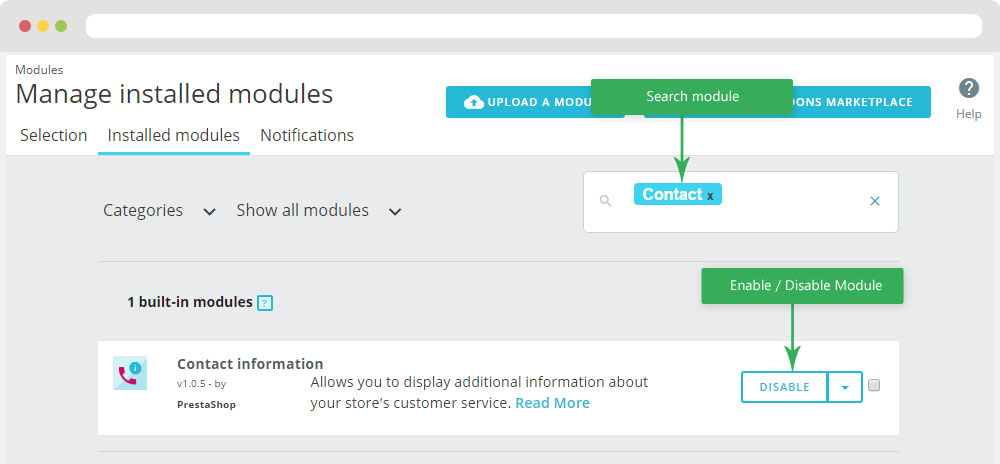 Modules
Manage installed modules
UPLOAD A MODU
Search module
ONS MARKETPLACE
Help
Selection Installed modules Notifications
Contact x
Categories Show all modules
Enable / Disable Module
1 built-in modules ?
Contact information
v1.0.5 - by
PrestaShop
Allows you to display additional information about
your store's customer service. Read More
DISABLE